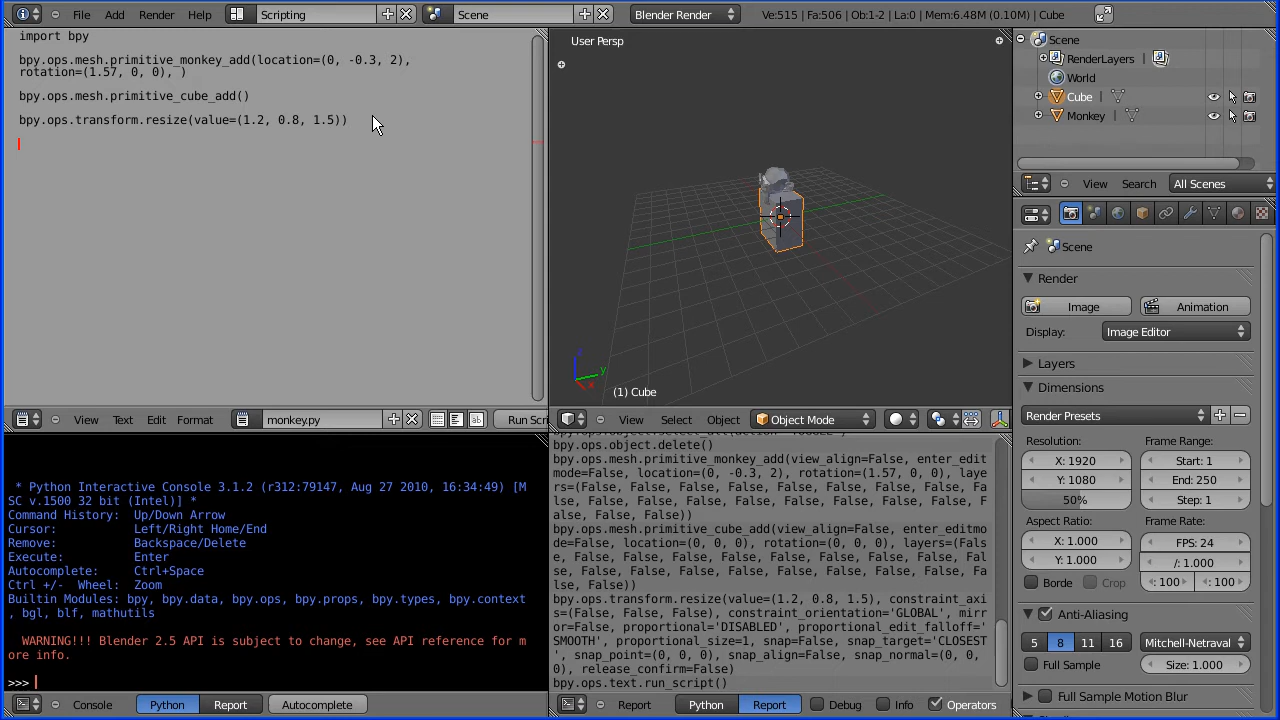 File Add Render Help Scripting Scene Blender Render Ve:515 | Fa:506 | Ob:1-2 | La:0 | Mem:6.48M (0.10M) | Cube
import bpy
bpy.ops.mesh.primitive_monkey_add(location=(0, -0.3, 2),
rotation=(1.57, 0, 0), )
bpy.ops.mesh.primitive_cube_add()
bpy.ops.transform.resize(value=(1.2, 0.8, 1.5))
View Text Edit Format monkey.py Run Scri
User Persp
z
y
x
(1) Cube
View Select Object Object Mode
* Python Interactive Console 3.1.2 (r312:79147, Aug 27 2010, 16:34:49) [M
SC v.1500 32 bit (Intel)] *
Command History: Up/Down Arrow
Cursor: Left/Right Home/End
Remove: Backspace/Delete
Execute: Enter
Autocomplete: Ctrl+Space
Ctrl +/- Wheel: Zoom
Builtin Modules: bpy, bpy.data, bpy.ops, bpy.props, bpy.types, bpy.context
, bgl, blf, mathutils
WARNING!!! Blender 2.5 API is subject to change, see API reference for m
ore info.
>>>
Console Python Report Autocomplete
bpy.ops.object.delete()
bpy.ops.mesh.primitive_monkey_add(view_align=False, enter_edit
mode=False, location=(0, -0.3, 2), rotation=(1.57, 0, 0), laye
rs=(False, False, False, False, False, False, False, False, Fa
lse, False, False, False, False, False, False, False, False, F
alse, False, False))
bpy.ops.mesh.primitive_cube_add(view_align=False, enter_editmo
de=False, location=(0, 0, 0), rotation=(0, 0, 0), layers=(Fals
e, False, False, False, False, False, False, False, False, Fal
se, False, False, False, False, False, False, False, False, Fa
lse, False))
bpy.ops.transform.resize(value=(1.2, 0.8, 1.5), constraint_axi
s=(False, False, False), constraint_orientation='GLOBAL', mirr
or=False, proportional='DISABLED', proportional_edit_falloff='
SMOOTH', proportional_size=1, snap=False, snap_target='CLOSEST
', snap_point=(0, 0, 0), snap_align=False, snap_normal=(0, 0,
0), release_confirm=False)
bpy.ops.text.run_script()
Report Python Report Debug Info Operators
Scene
RenderLayers
World
Cube
Monkey
View Search All Scenes
Scene
Render
Image Animation
Display: Image Editor
Layers
Dimensions
Render Presets
Resolution: Frame Range:
X: 1920 Start: 1
Y: 1080 End: 250
50% Step: 1
Aspect Ratio: Frame Rate:
X: 1.000 FPS: 24
Y: 1.000 /: 1.000
Borde Crop : 100 : 100
Anti-Aliasing
5 8 11 16 Mitchell-Netraval
Full Sample Size: 1.000
Full Sample Motion Blur